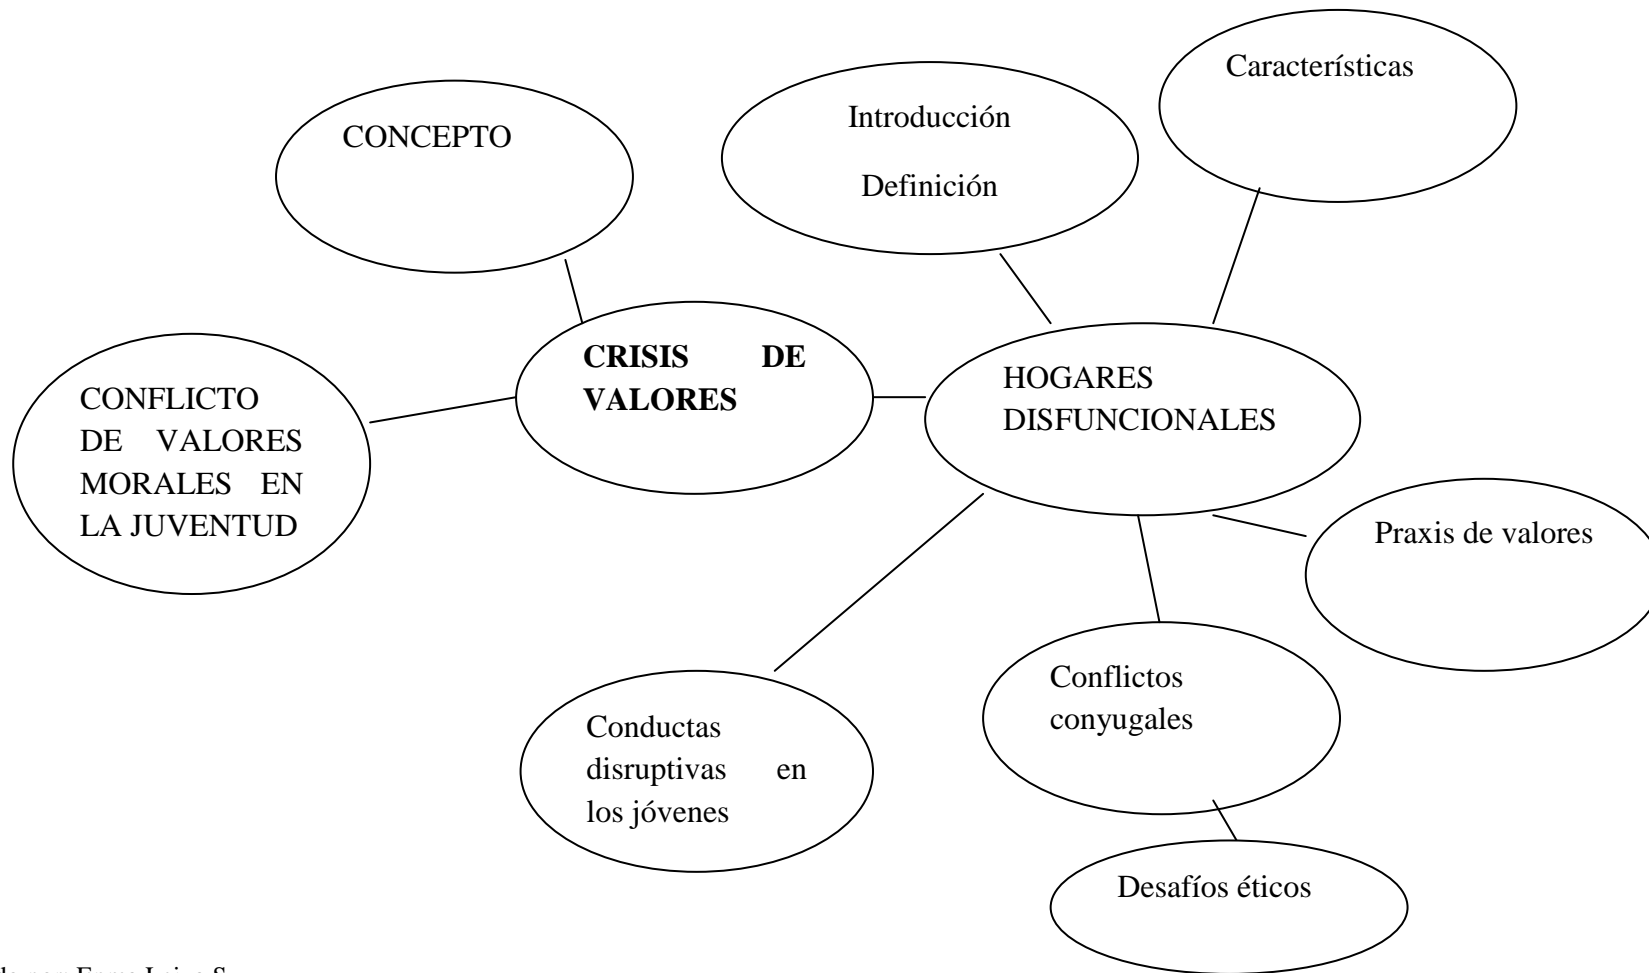 Características
Introducción
Definición
CONCEPTO
CRISIS DE
VALORES
HOGARES
DISFUNCIONALES
CONFLICTO
DE VALORES
MORALES EN
LA JUVENTUD
Praxis de valores
Conflictos
conyugales
Conductas
disruptivas en
los jóvenes
Desafíos éticos